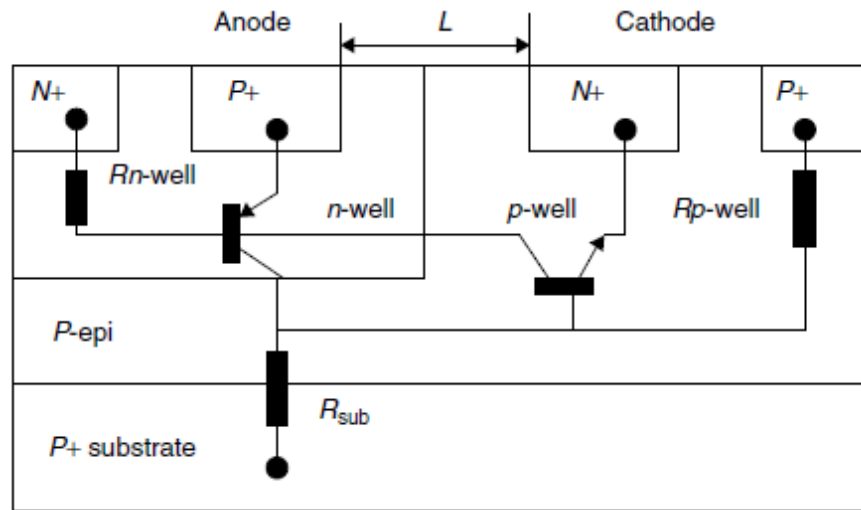 Anode L Cathode
N+ P+ N+ P+
Rn-well
n-well p-well Rp-well
P-epi
Rsub
P+ substrate